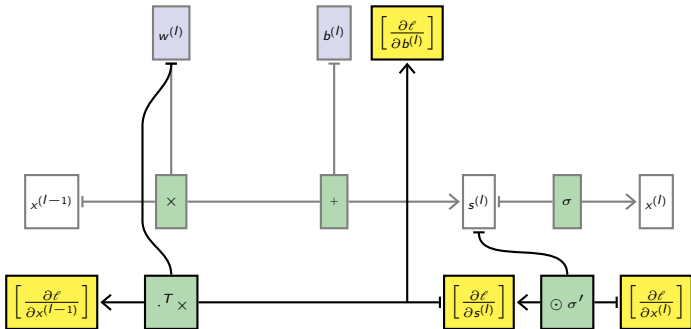 w^(l) b^(l) [∂ℓ/∂b^(l)]
x^(l−1) × + s^(l) σ x^(l)
[∂ℓ/∂x^(l−1)] ·^T × [∂ℓ/∂s^(l)] ⊙ σ′ [∂ℓ/∂x^(l)]